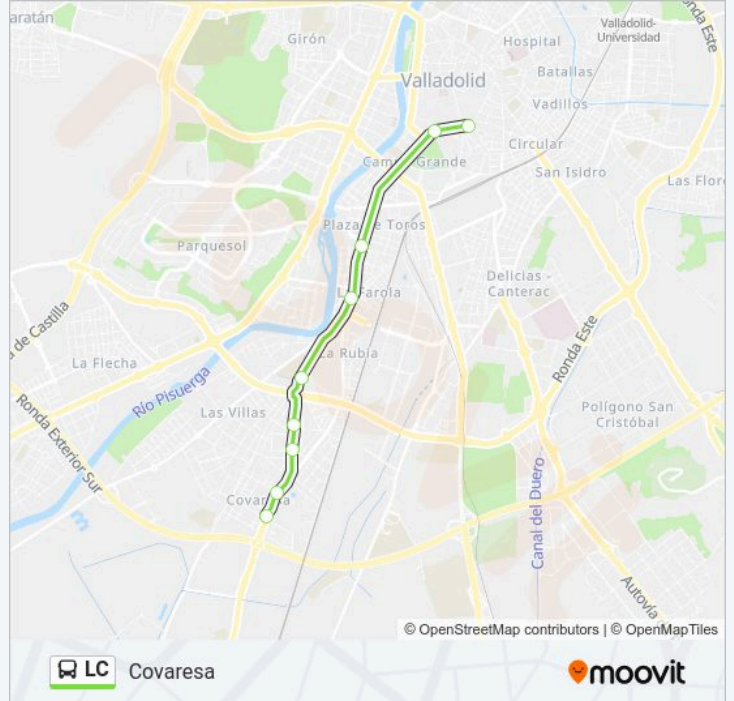 aratán
Girón
Valladolid-
Universidad
nda Este
Hospital
Valladolid
Batallas
Vadillos
Circular
Campo Grande
San Isidro
Las Flore
Plaza de Toros
Parquesol
Delicias -
Canterac
La Farola
a de Castilla
La Flecha
La Rubia
Ronda Este
Río Pisuerga
Las Villas
Polígono San
Cristóbal
Ronda Exterior Sur
Covaresa
Canal del Duero
Autovía
© OpenStreetMap contributors | © OpenMapTiles
LC Covaresa
moovit